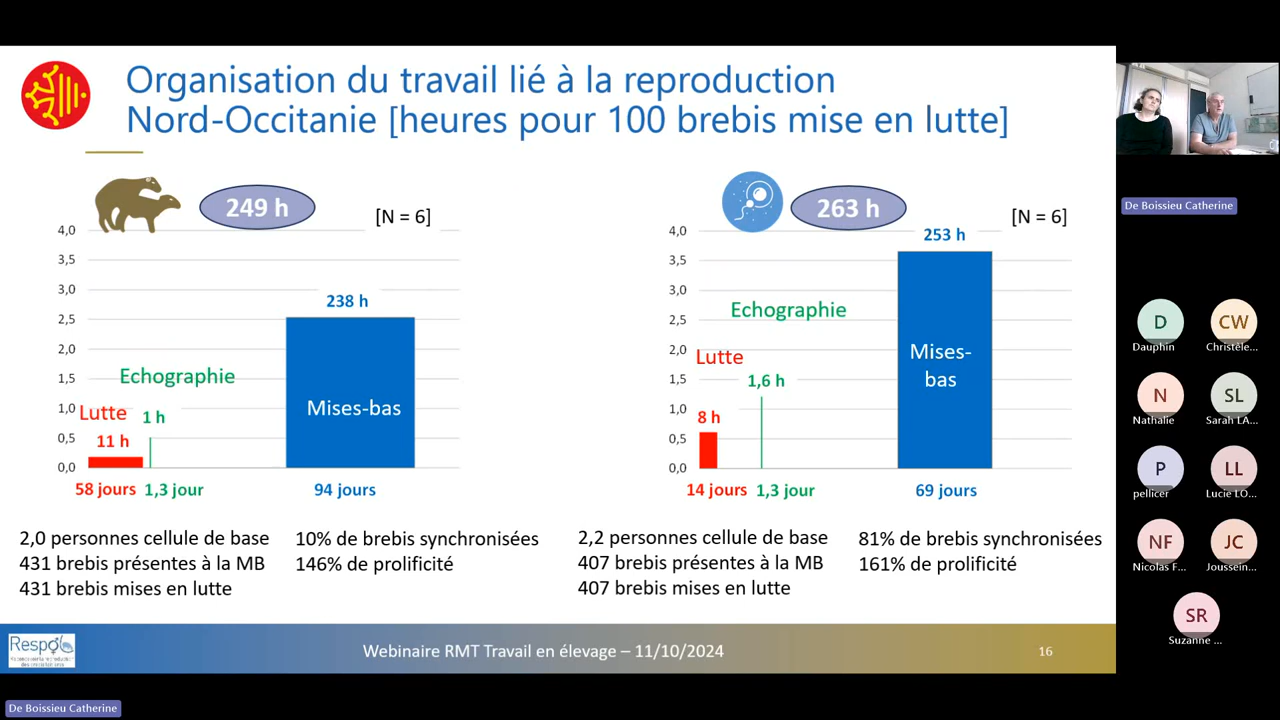 Organisation du travail lié à la reproduction
Nord-Occitanie [heures pour 100 brebis mise en lutte]
249 h
[N = 6]
4,0
3,5
3,0
2,5
2,0
1,5
1,0
0,5
0,0
238 h
Echographie
Lutte
1 h
11 h
Mises-bas
58 jours
1,3 jour
94 jours
2,0 personnes cellule de base
431 brebis présentes à la MB
431 brebis mises en lutte
10% de brebis synchronisées
146% de prolificité
263 h
[N = 6]
4,0
3,5
3,0
2,5
2,0
1,5
1,0
0,5
0,0
253 h
Echographie
Lutte
1,6 h
8 h
Mises-
bas
14 jours
1,3 jour
69 jours
2,2 personnes cellule de base
407 brebis présentes à la MB
407 brebis mises en lutte
81% de brebis synchronisées
161% de prolificité
Webinaire RMT Travail en élevage – 11/10/2024
16
De Boissieu Catherine
D
Dauphin
CW
Christèle...
N
Nathalie
SL
Sarah LA...
P
pellicer
LL
Lucie LO...
NF
Nicolas F...
JC
Joussein...
SR
Suzanne ...
De Boissieu Catherine